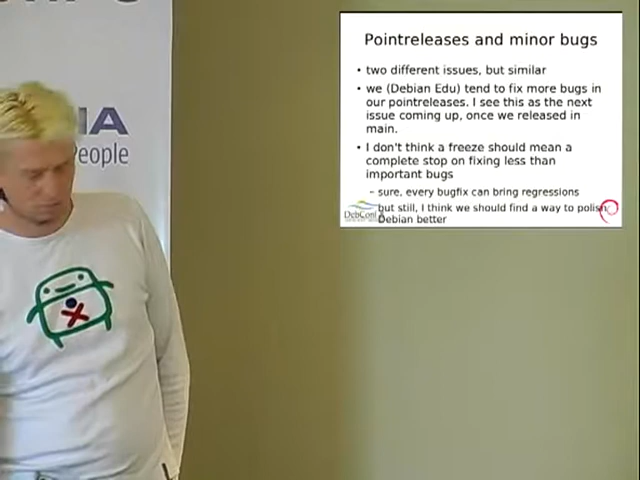 IA
People
Pointreleases and minor bugs
• two different issues, but similar
• we (Debian Edu) tend to fix more bugs in
our pointreleases. I see this as the next
issue coming up, once we released in
main.
• I don't think a freeze should mean a
complete stop on fixing less than
important bugs
– sure, every bugfix can bring regressions
but still, I think we should find a way to polish
Debian better
DebConf